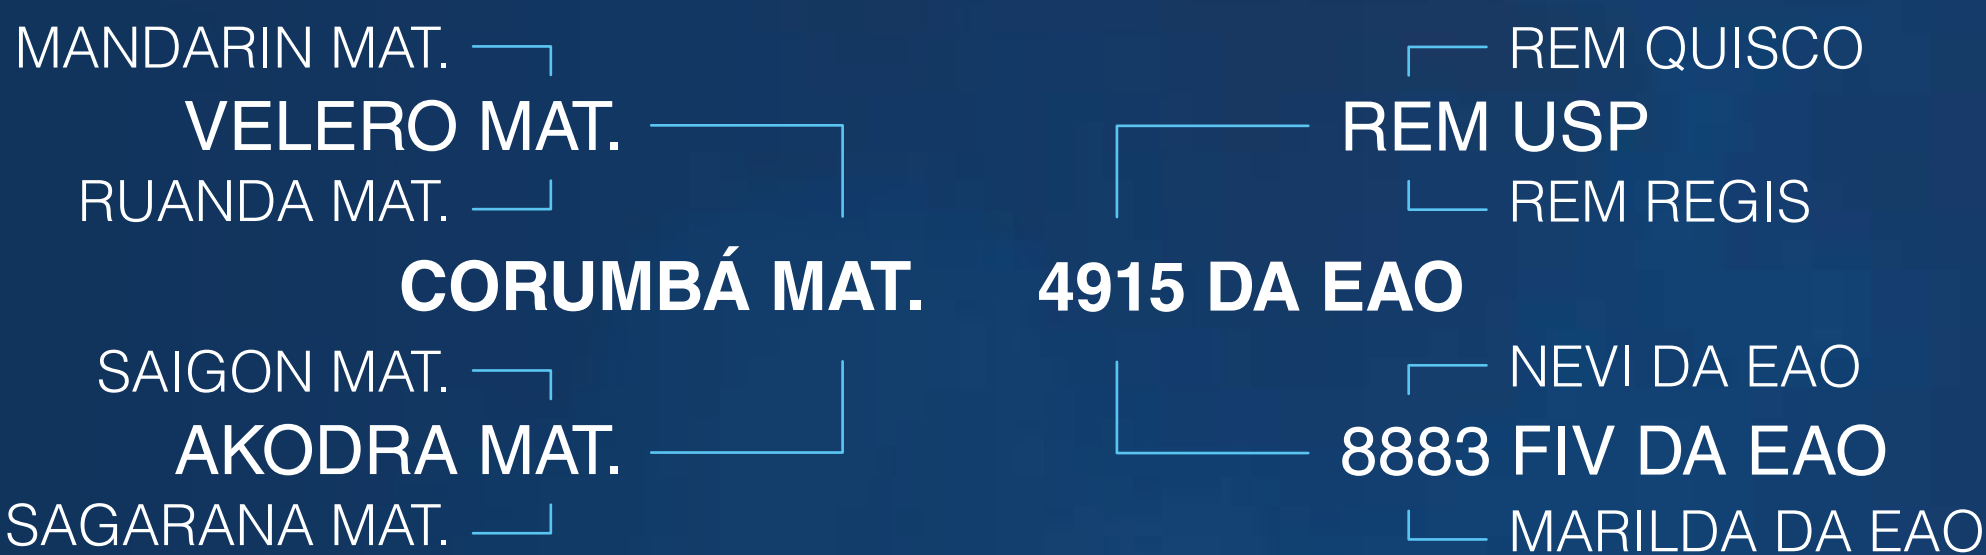 MANDARIN MAT.
VELERO MAT.
RUANDA MAT.
CORUMBÁ MAT.
SAIGON MAT.
AKODRA MAT.
SAGARANA MAT.
REM QUISCO
REM USP
REM REGIS
4915 DA EAO
NEVI DA EAO
8883 FIV DA EAO
MARILDA DA EAO